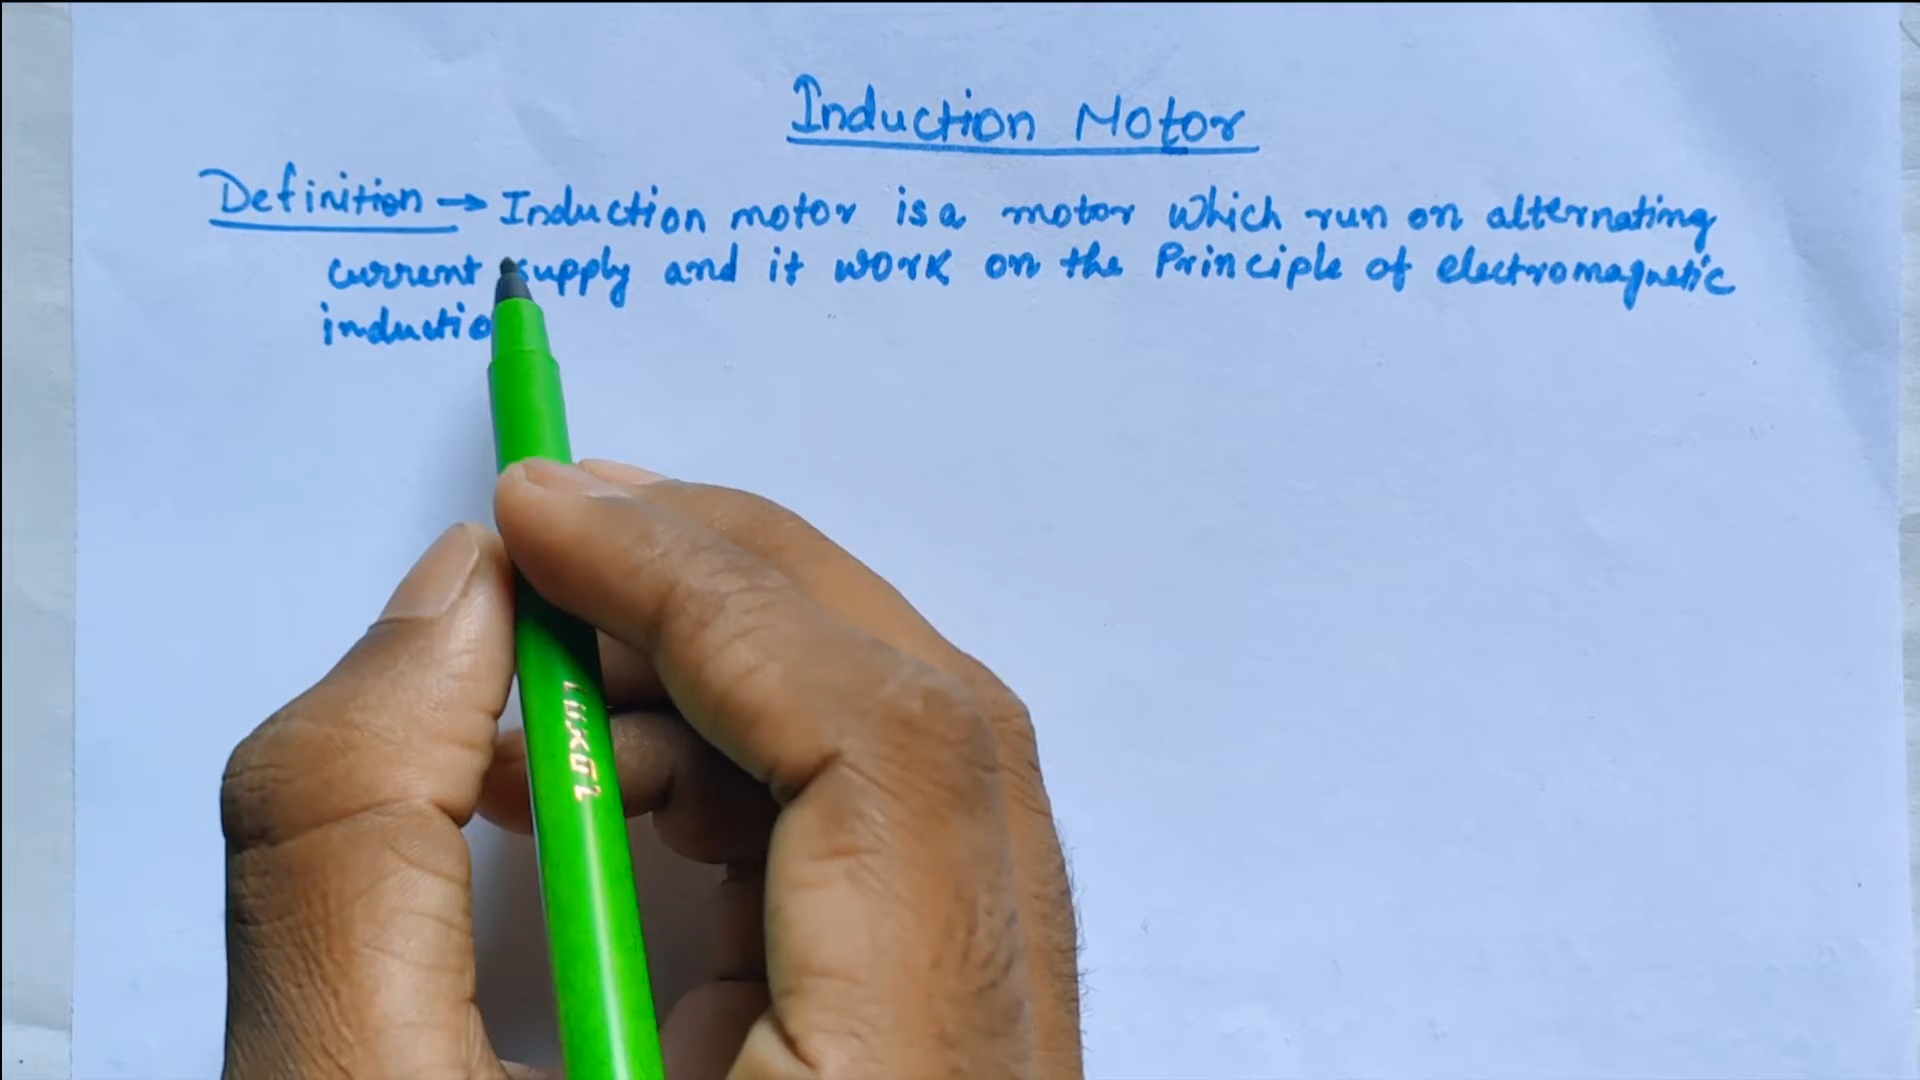 Induction Motor
Definition → Induction motor is a motor which run on alternating
current supply and it work on the Principle of electromagnetic
inductio
LUXOR